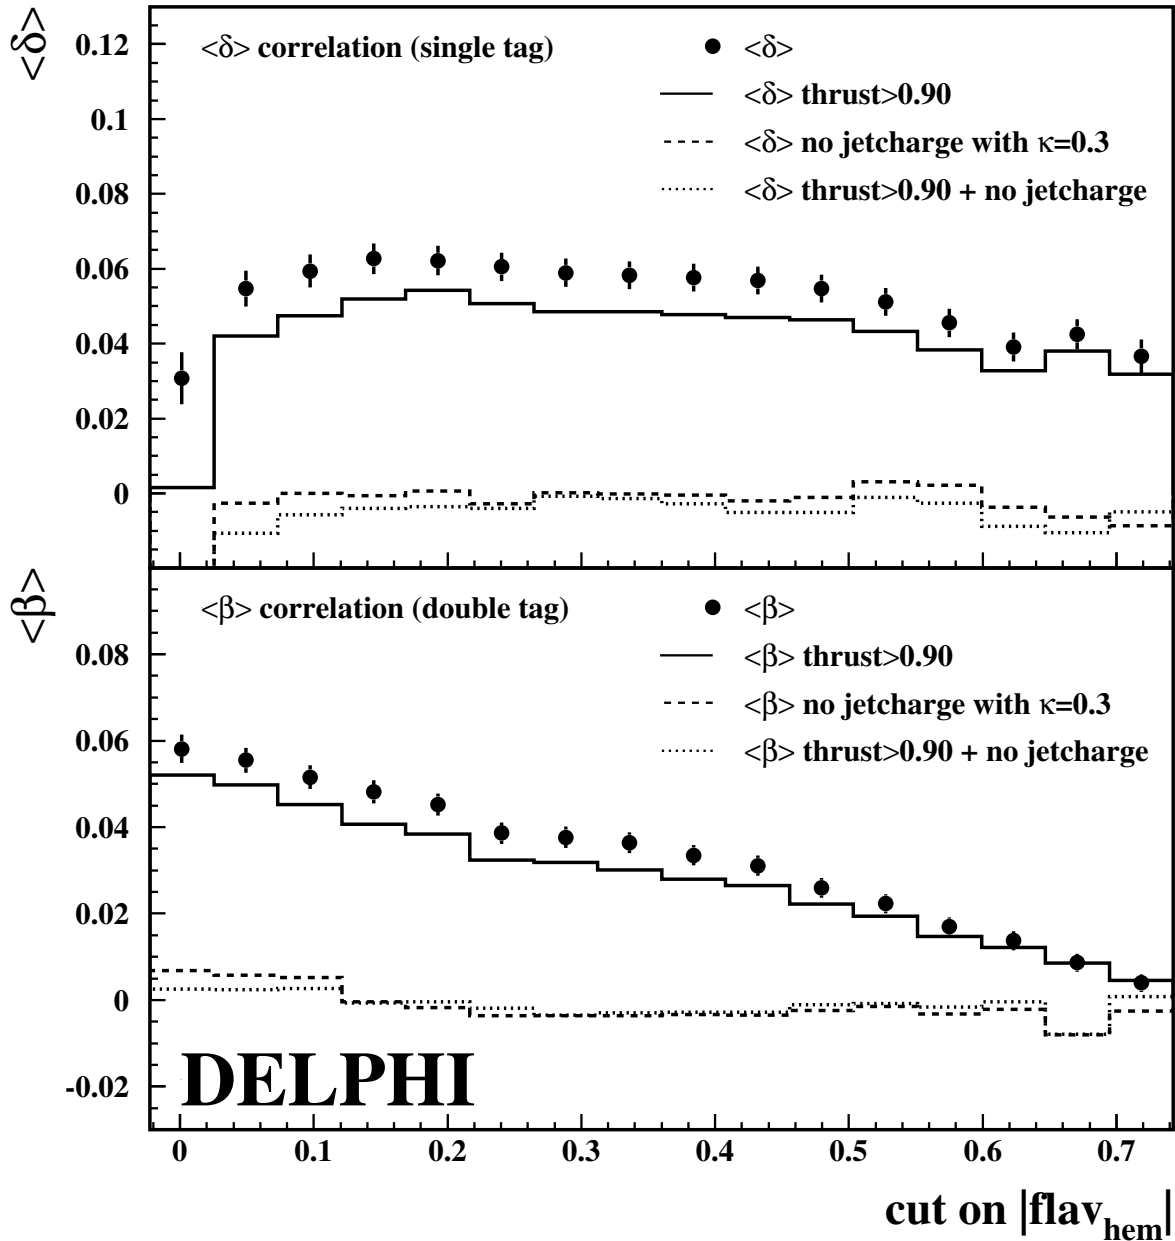 <δ>
0.12
<δ> correlation (single tag)
<δ>
0.1
<δ> thrust>0.90
<δ> no jetcharge with κ=0.3
0.08
<δ> thrust>0.90 + no jetcharge
0.06
0.04
0.02
0
<β>
<β> correlation (double tag)
<β>
0.08
<β> thrust>0.90
<β> no jetcharge with κ=0.3
0.06
<β> thrust>0.90 + no jetcharge
0.04
0.02
0
-0.02
DELPHI
0 0.1 0.2 0.3 0.4 0.5 0.6 0.7
cut on |flav_hem|